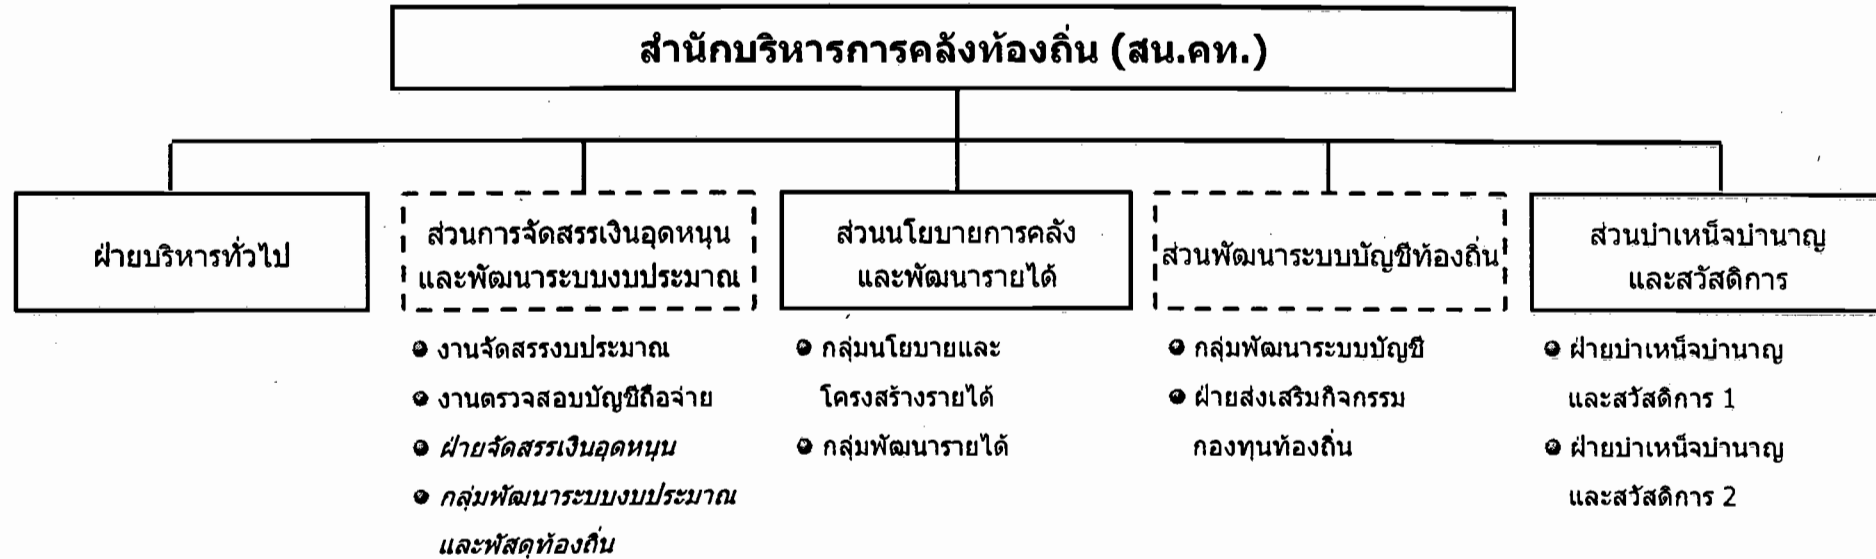 สำนักบริหารการคลังท้องถิ่น (สน.คท.)
ฝ่ายบริหารทั่วไป
ส่วนการจัดสรรเงินอุดหนุน
และพัฒนาระบบงบประมาณ
งานจัดสรรงบประมาณ
งานตรวจสอบบัญชีถือจ่าย
ฝ่ายจัดสรรเงินอุดหนุน
กลุ่มพัฒนาระบบงบประมาณ
และพัสดุท้องถิ่น
ส่วนนโยบายการคลัง
และพัฒนารายได้
กลุ่มนโยบายและ
โครงสร้างรายได้
กลุ่มพัฒนารายได้
ส่วนพัฒนาระบบบัญชีท้องถิ่น
กลุ่มพัฒนาระบบบัญชี
ฝ่ายส่งเสริมกิจกรรม
กองทุนท้องถิ่น
ส่วนบำเหน็จบำนาญ
และสวัสดิการ
ฝ่ายบำเหน็จบำนาญ
และสวัสดิการ 1
ฝ่ายบำเหน็จบำนาญ
และสวัสดิการ 2